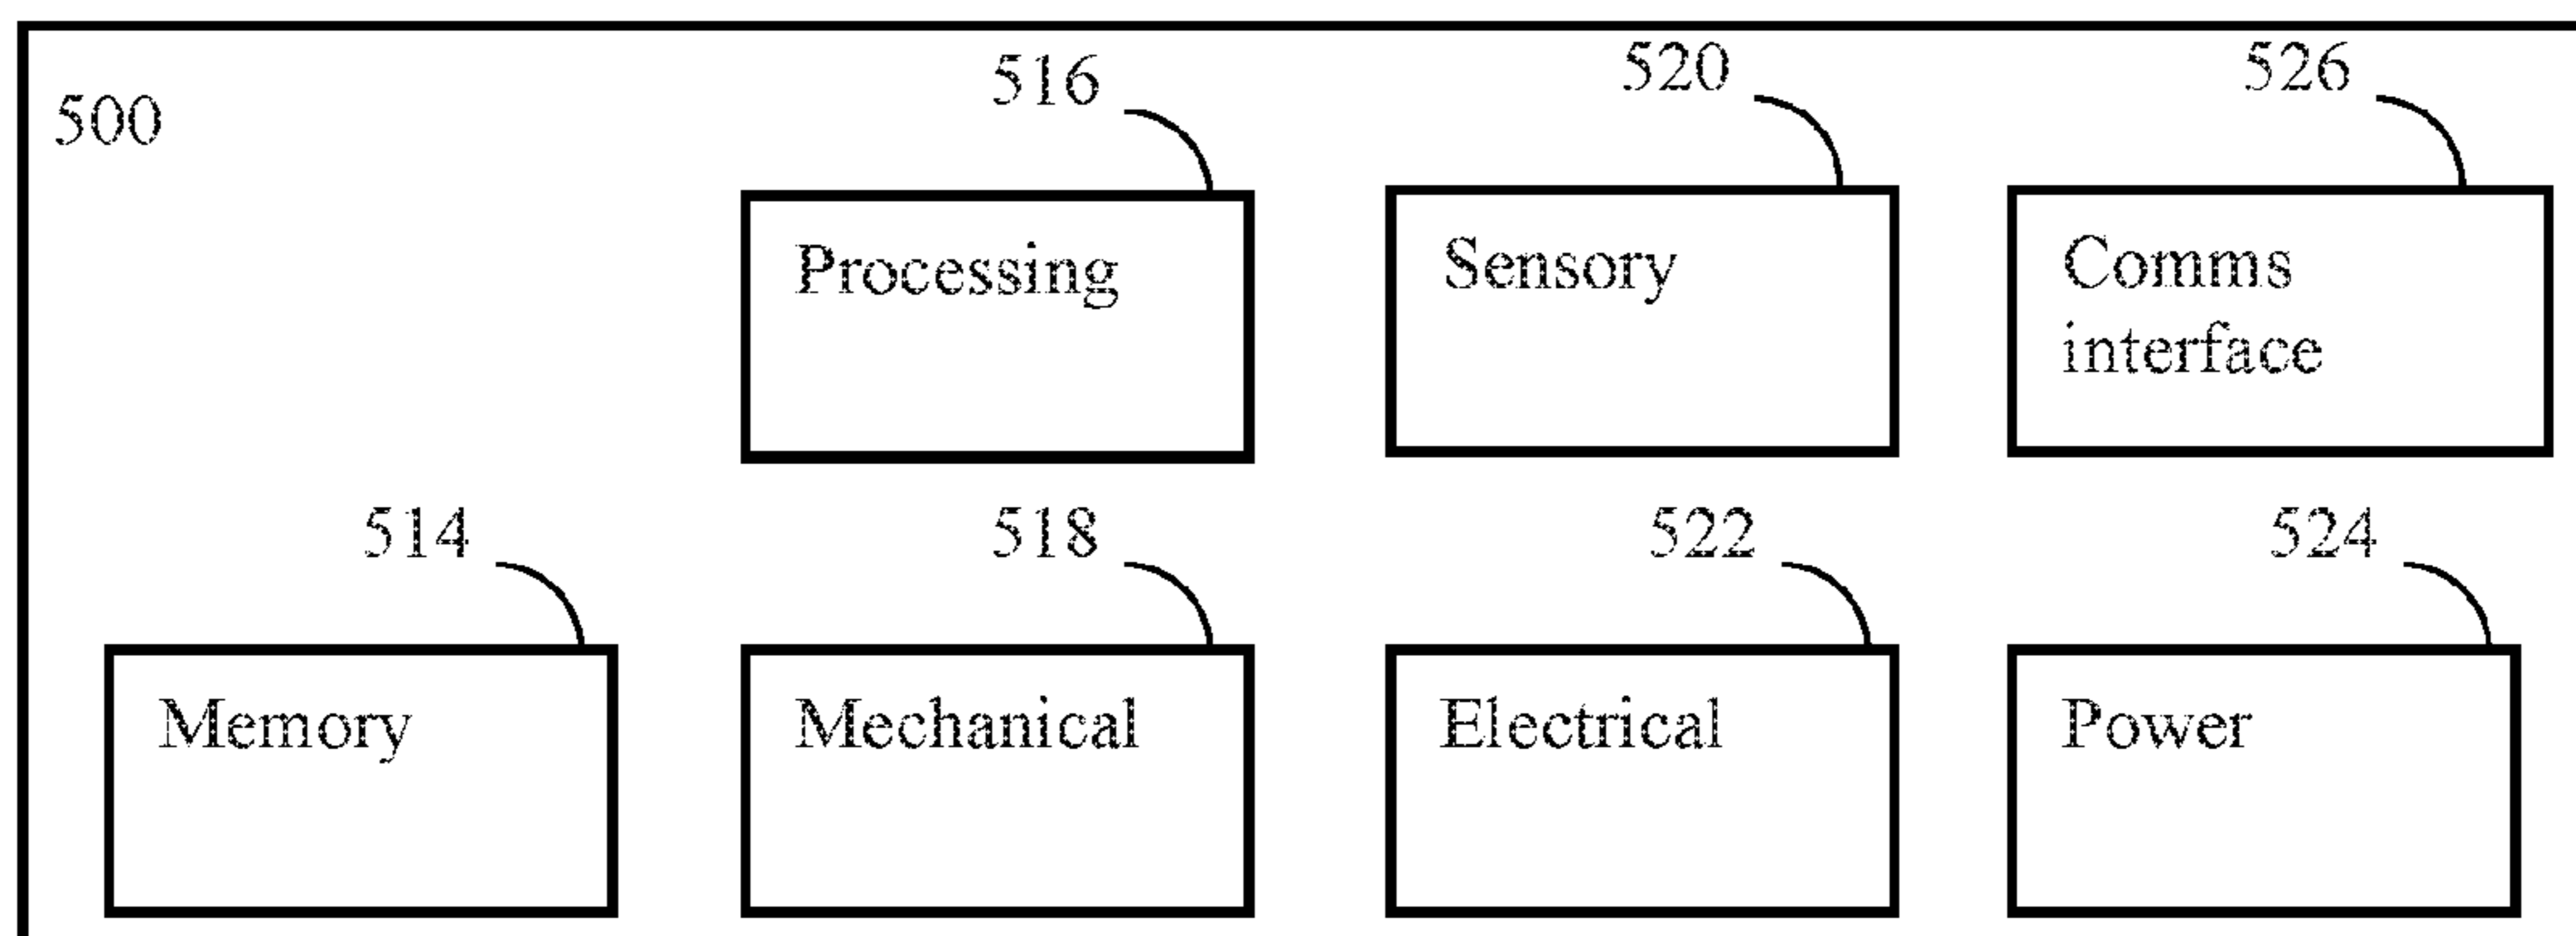 500
516
520
526
Processing
Sensory
Comms
interface
514
518
522
524
Memory
Mechanical
Electrical
Power